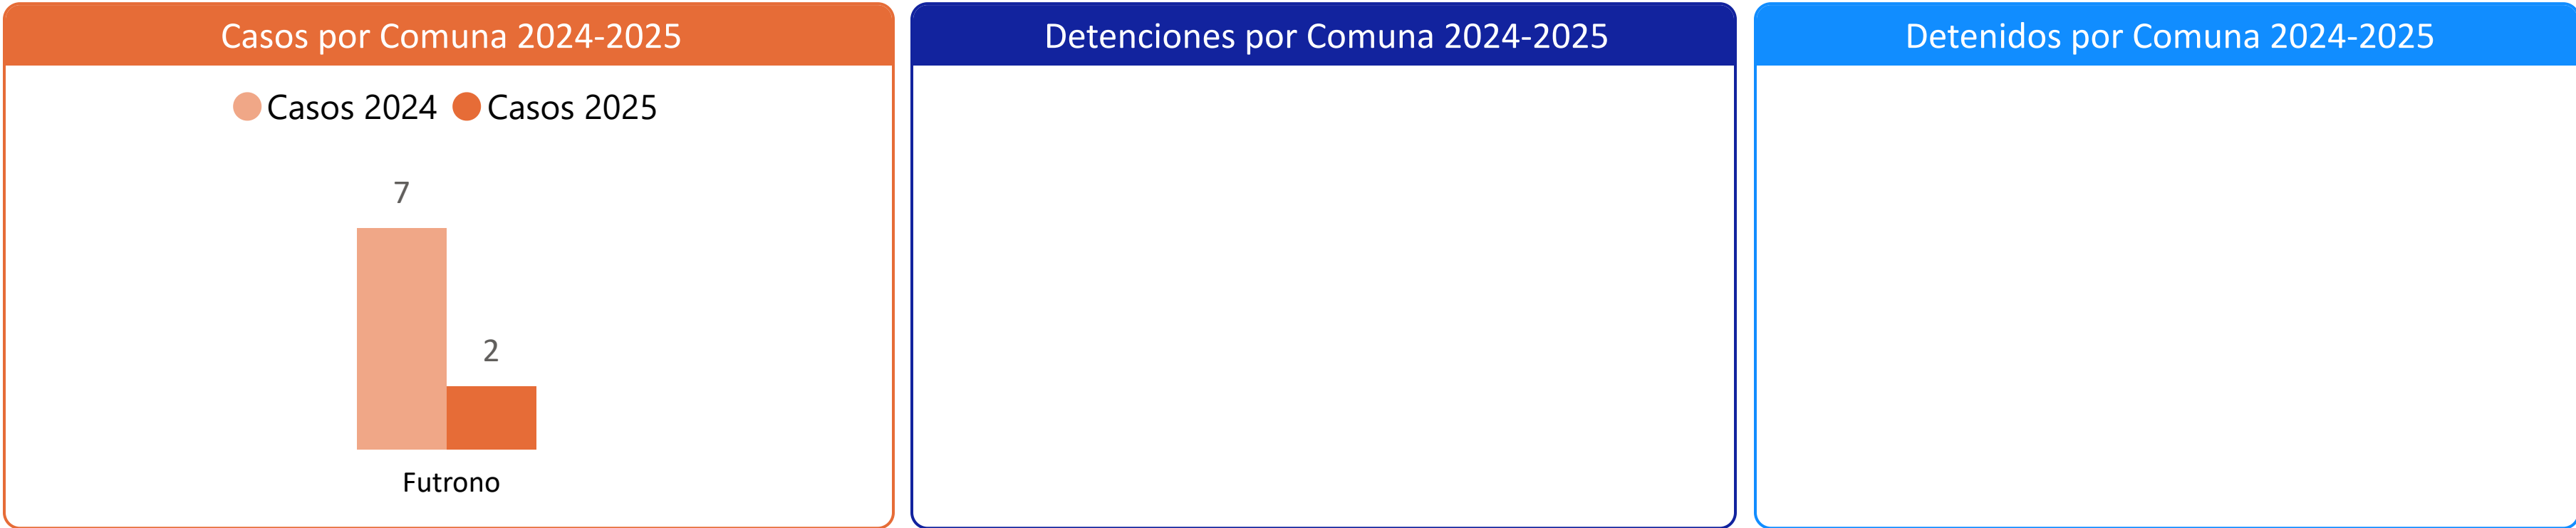 Casos por Comuna 2024-2025
Casos 2024 Casos 2025
7
2
Futrono
Detenciones por Comuna 2024-2025
Detenidos por Comuna 2024-2025